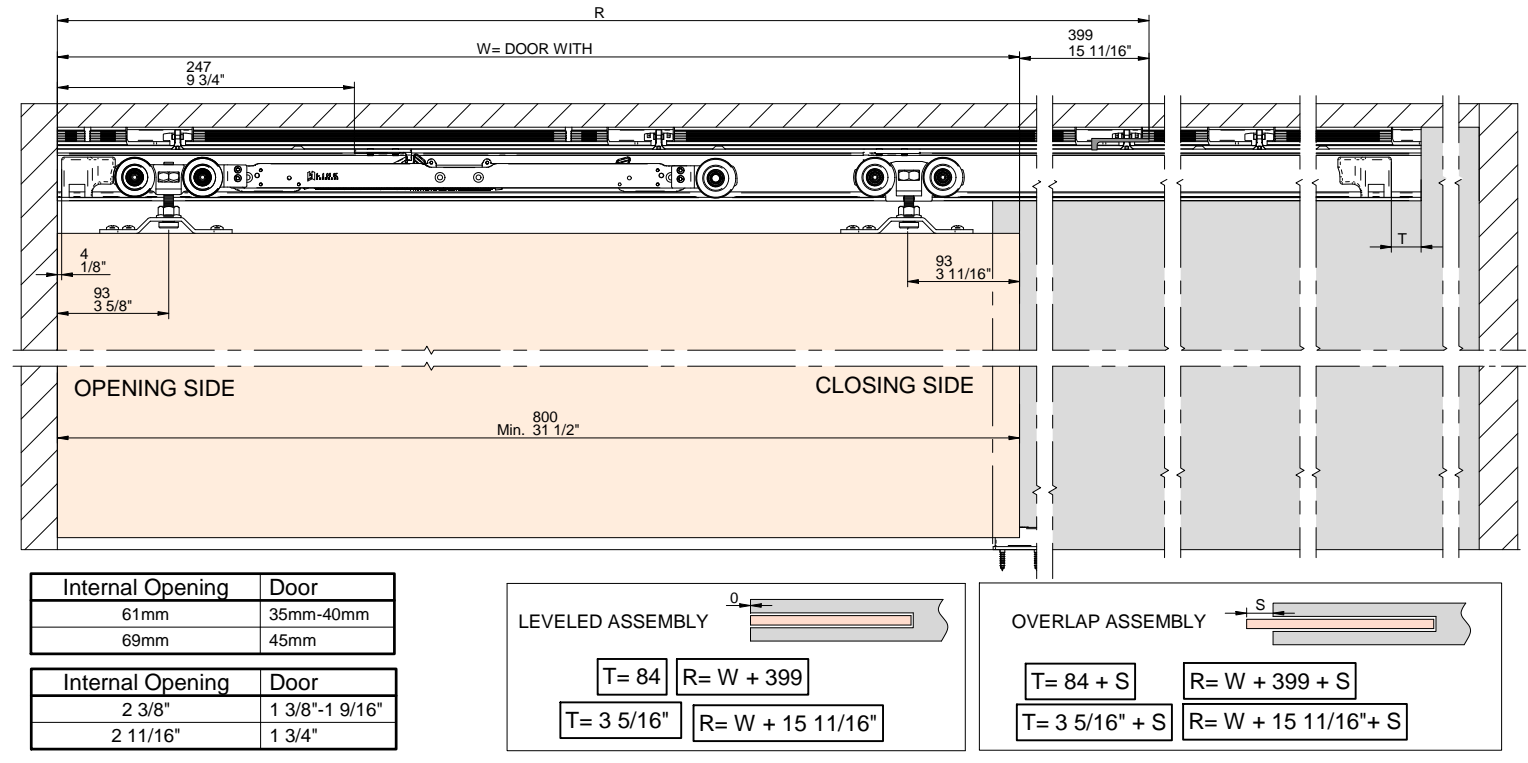 R
W= DOOR WITH
399
15 11/16"
247
9 3/4"
T
4
1/8"
93
3 5/8"
93
3 11/16"
OPENING SIDE
CLOSING SIDE
800
Min. 31 1/2"
Internal Opening Door
61mm 35mm-40mm
69mm 45mm
Internal Opening Door
2 3/8" 1 3/8"-1 9/16"
2 11/16" 1 3/4"
LEVELED ASSEMBLY
0
T= 84 R= W + 399
T= 3 5/16" R= W + 15 11/16"
OVERLAP ASSEMBLY
S
T= 84 + S R= W + 399 + S
T= 3 5/16" + S R= W + 15 11/16"+ S